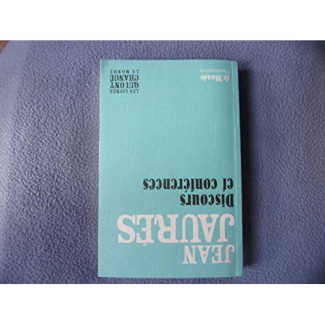 JEAN
JAURÈS
Discours
et conférences
LES LIVRES
QUI ONT
CHANGÉ
LE MONDE
Le Monde